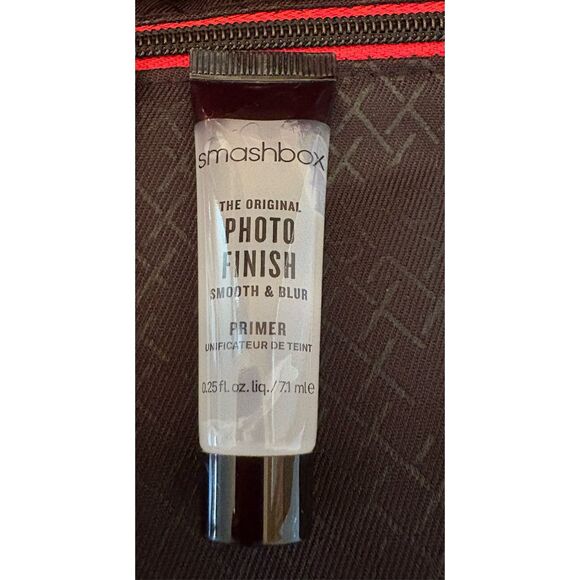 smashbox
THE ORIGINAL
PHOTO
FINISH
SMOOTH & BLUR
PRIMER
UNIFICATEUR DE TEINT
0.25 fl. oz. liq. / 7.1 ml e